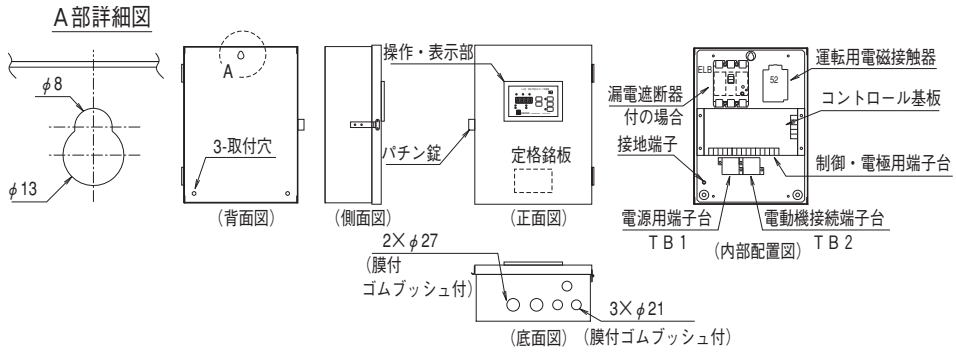 A部詳細図
φ8
φ13
A
3-取付穴
(背面図)
(側面図)
操作・表示部
パチン錠
定格銘板
(正面図)
ELB
52
漏電遮断器
付の場合
接地端子
運転用電磁接触器
コントロール基板
制御・電極用端子台
電源用端子台
TB1
電動機接続端子台
TB2
(内部配置図)
2×φ27
(膜付
ゴムブッシュ付)
3×φ21
(膜付ゴムブッシュ付)
(底面図)